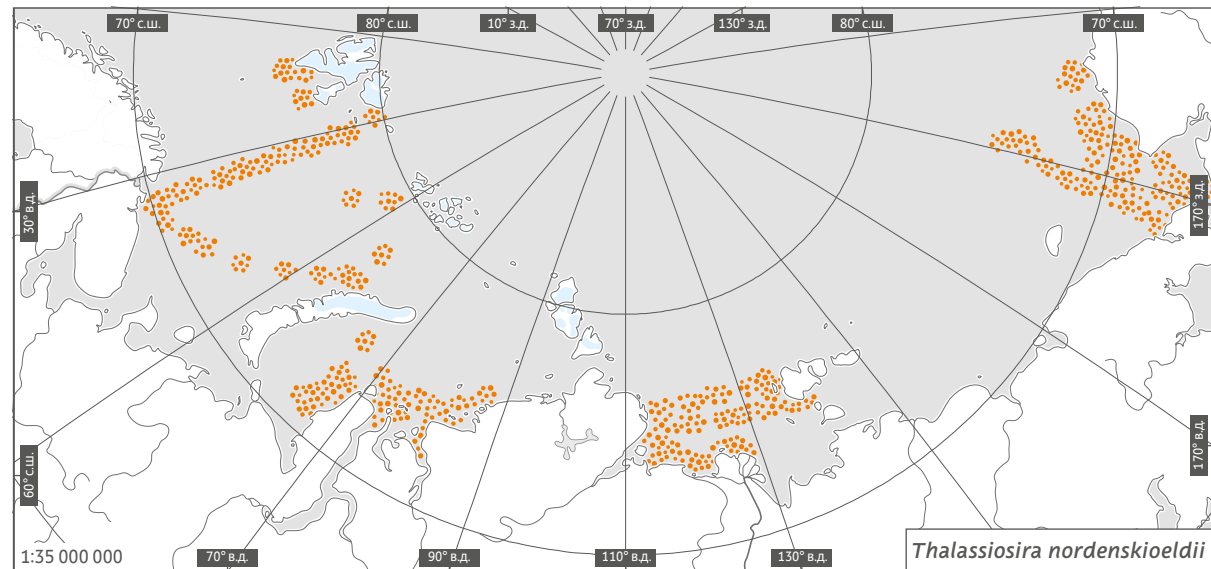 70° с.ш.
80° с.ш.
10° з.д.
70° з.д.
130° з.д.
80° с.ш.
70° с.ш.
30° в.д.
170° з.д.
60° с.ш.
170° в.д.
1:35 000 000
70° в.д.
90° в.д.
110° в.д.
130° в.д.
Thalassiosira nordenskioeldii